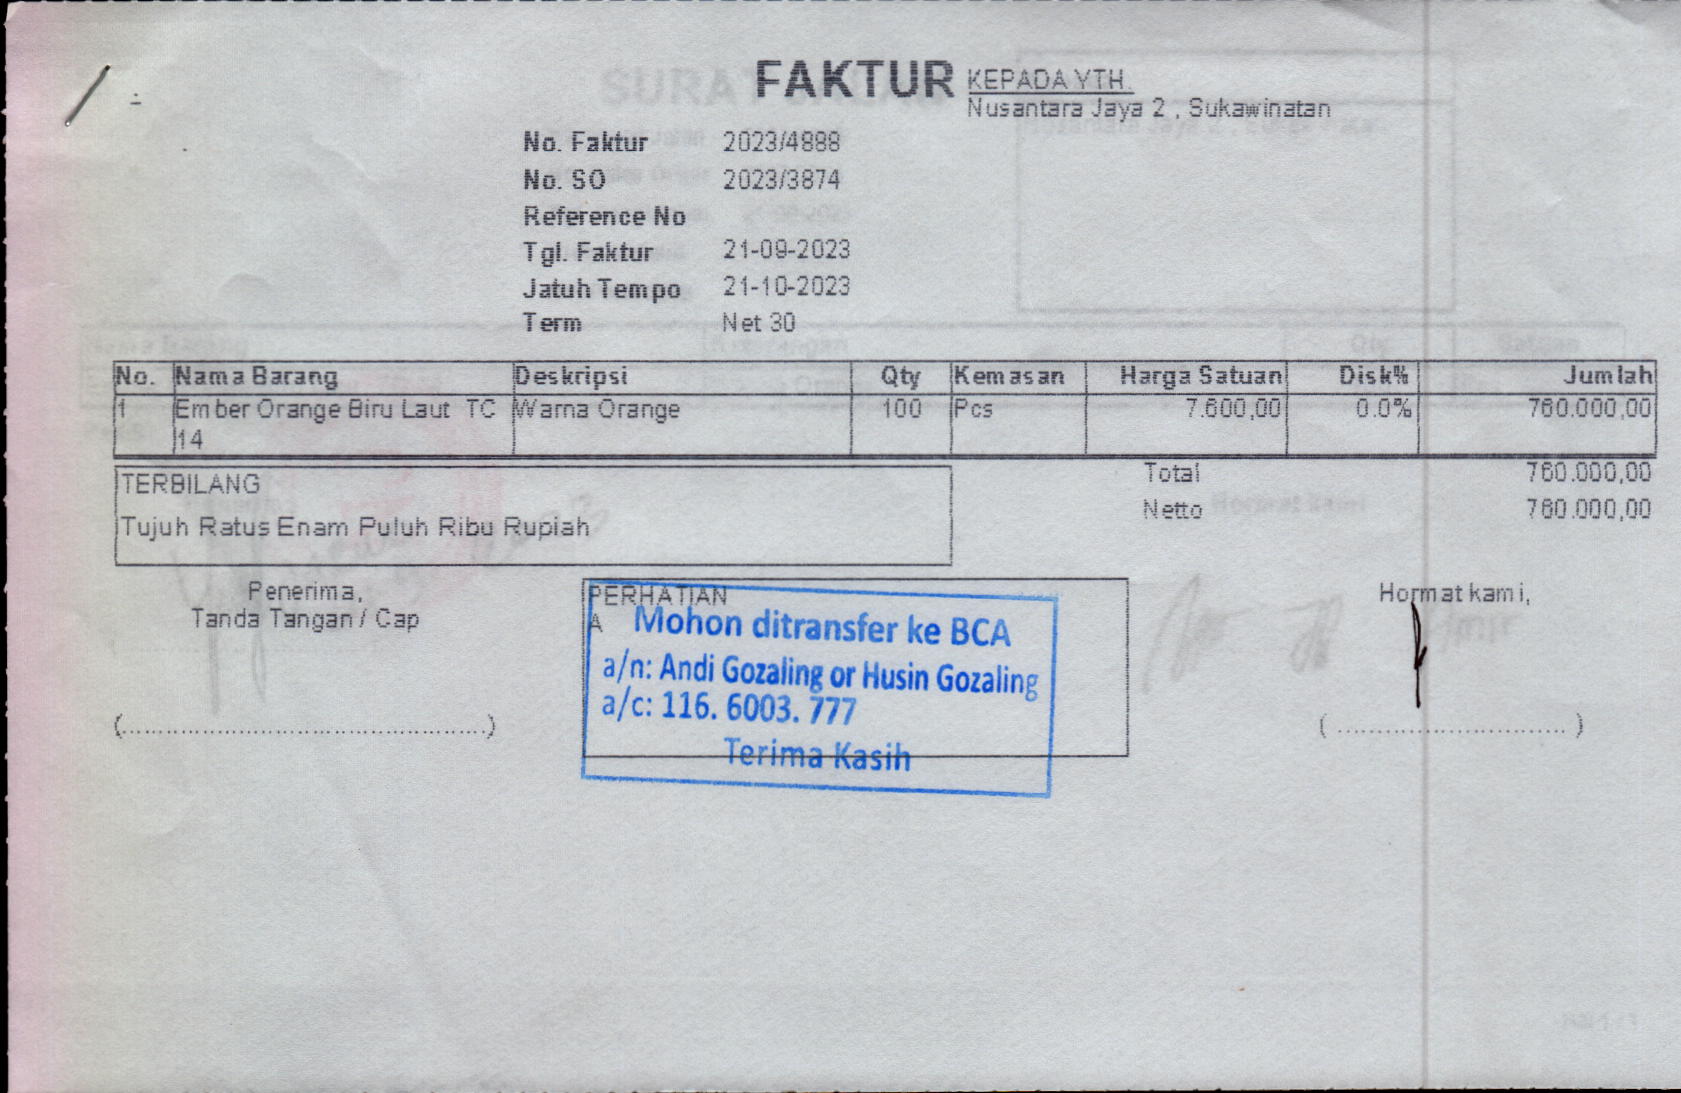 FAKTUR
KEPADA YTH.
Nusantara Jaya 2 , Sukawinatan
No. Faktur 2023/4888
No. SO 2023/3874
Reference No
Tgl. Faktur 21-09-2023
Jatuh Tempo 21-10-2023
Term Net 30
No. Nama Barang Deskripsi Qty Kemasan Harga Satuan Disk% Jumlah
1 Ember Orange Biru Laut TC Warna Orange 100 Pcs 7.600,00 0.0% 760.000,00
14
Total 760.000,00
Netto 760.000,00
TERBILANG
Tujuh Ratus Enam Puluh Ribu Rupiah
Penerima,
Tanda Tangan / Cap
(...............................................)
PERHATIAN
A
Mohon ditransfer ke BCA
a/n: Andi Gozaling or Husin Gozaling
a/c: 116. 6003. 777
Terima Kasih
Hormat kami,
( ............................. )